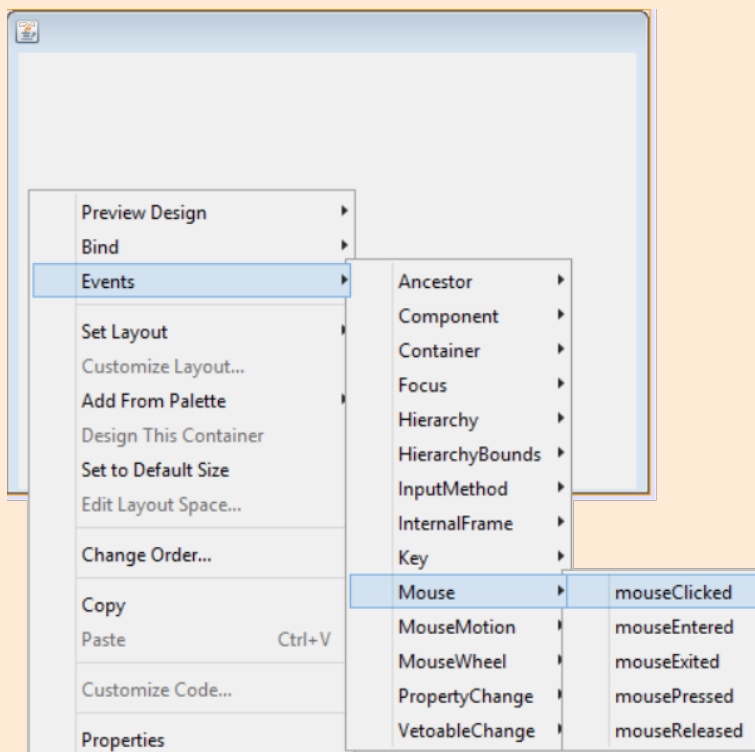 Preview Design
Bind
Events
Set Layout
Customize Layout...
Add From Palette
Design This Container
Set to Default Size
Edit Layout Space...
Change Order...
Copy
Paste Ctrl+V
Customize Code...
Properties
Ancestor
Component
Container
Focus
Hierarchy
HierarchyBounds
InputMethod
InternalFrame
Key
Mouse
MouseMotion
MouseWheel
PropertyChange
VetoableChange
mouseClicked
mouseEntered
mouseExited
mousePressed
mouseReleased